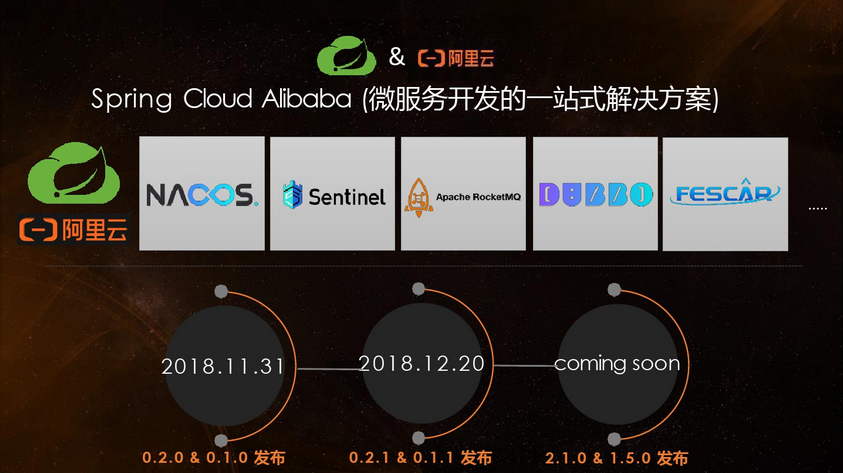 & (-)阿里云
Spring Cloud Alibaba (微服务开发的一站式解决方案)
NACOS.
Sentinel
Apache RocketMQ
DUBBO
FESCAR
.....
(-)阿里云
2018.11.31
2018.12.20
coming soon
0.2.0 & 0.1.0 发布
0.2.1 & 0.1.1 发布
2.1.0 & 1.5.0 发布